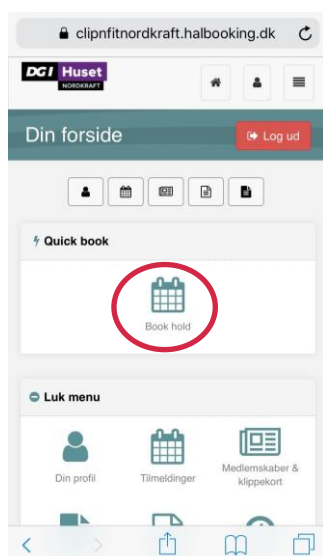 clipnfitnordkraft.halbooking.dk
DGI Huset
NORDKRAFT
Din forside
Log ud
Quick book
Book hold
Luk menu
Din profil
Tilmeldinger
Medlemskaber &
klippekort